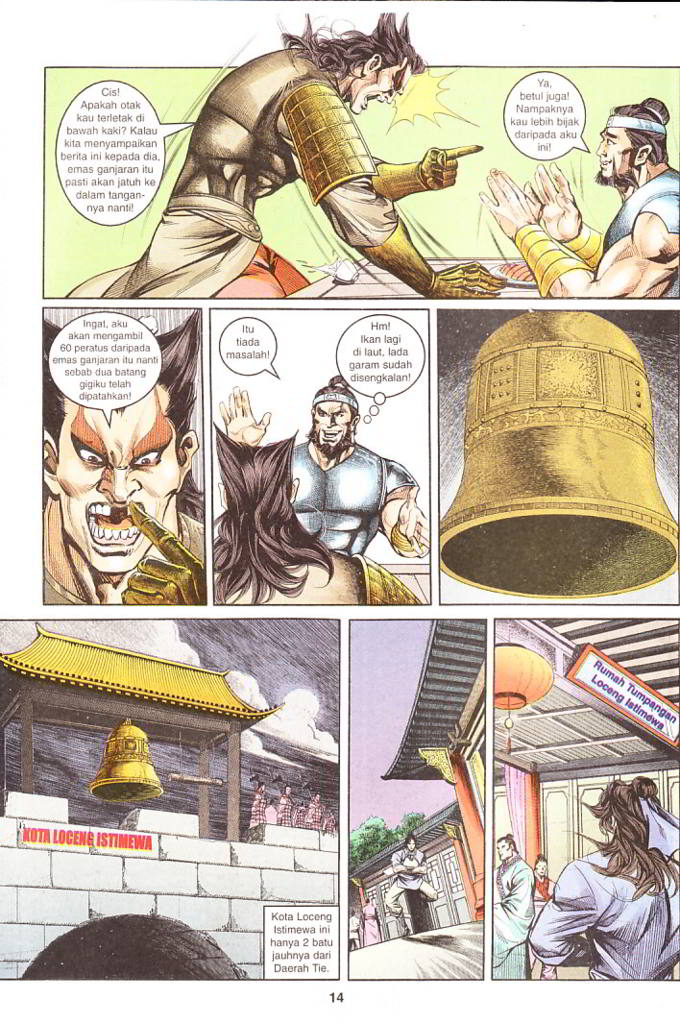 Cis!
Apakah otak
kau terletak di
bawah kaki? Kalau
kita menyampaikan
berita ini kepada dia,
emas ganjaran itu
pasti akan jatuh ke
dalam tangan-
nya nanti!
Ya,
betul juga!
Nampaknya
kau lebih bijak
daripada aku
ini!
Ingat, aku
akan mengambil
60 peratus daripada
emas ganjaran itu nanti
sebab dua batang
gigiku telah
dipatahkan!
Itu
tiada
masalah!
Hm!
Ikan lagi
di laut, lada
garam sudah
disengkalan!
KOTA LOCENG ISTIMEWA
Kota Loceng
Istimewa ini
hanya 2 batu
jauhnya dari
Daerah Tie.
Rumah Tumpangan
Loceng Istimewa
14